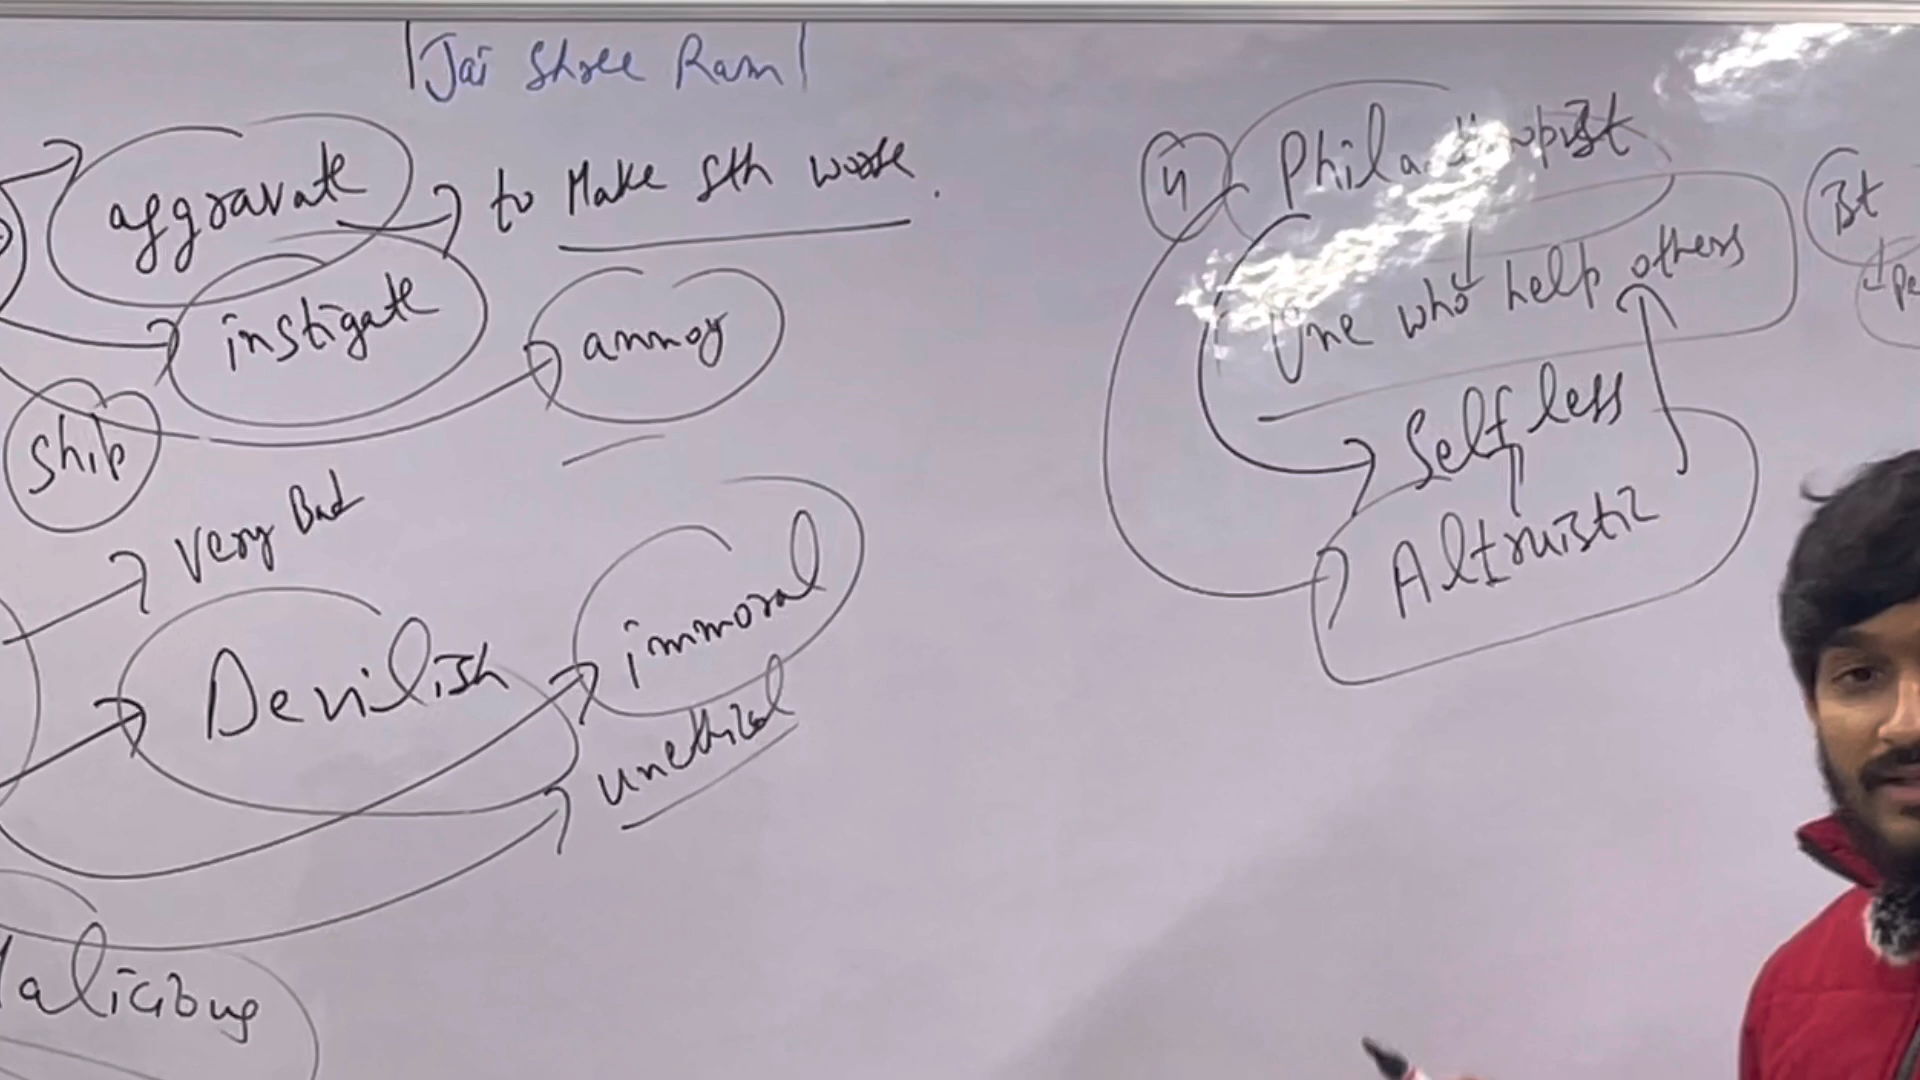 |Jai Shree Ram|
aggravate → to Make sth worse.
instigate
annoy
Ship
Very Bad
Devilish
immoral
unethical
Malicious
4 Philanthropist
One who help others
Selfless
Altruistic
Bt